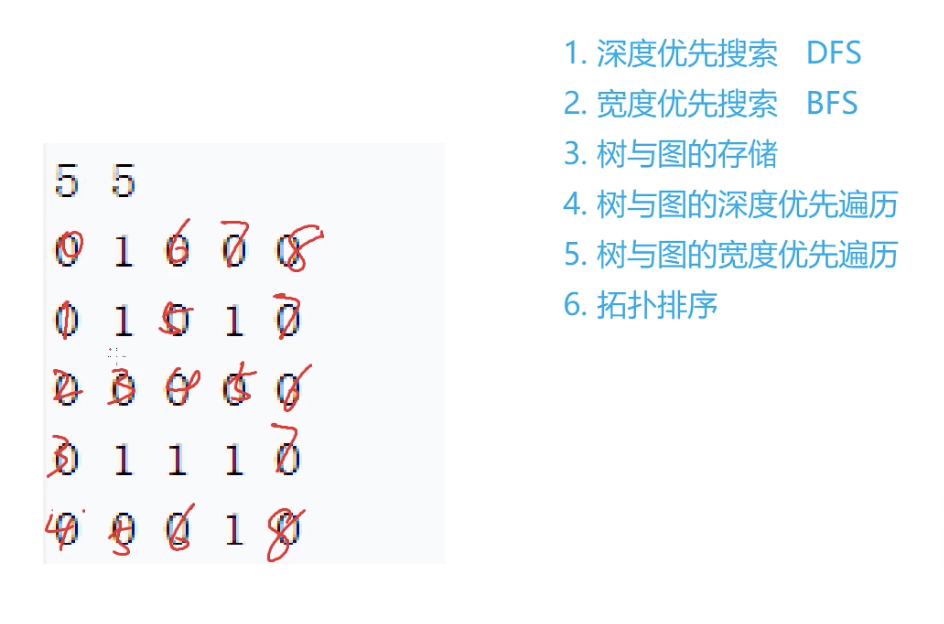 5 5
0 1 0 0 0
0 1 0 1 0
0 0 0 0 0
0 1 1 1 0
0 0 0 1 0
0 6 7 8
1 5 7
2 3 4 5 6
3 7
4 5 6 8
1. 深度优先搜索 DFS
2. 宽度优先搜索 BFS
3. 树与图的存储
4. 树与图的深度优先遍历
5. 树与图的宽度优先遍历
6. 拓扑排序